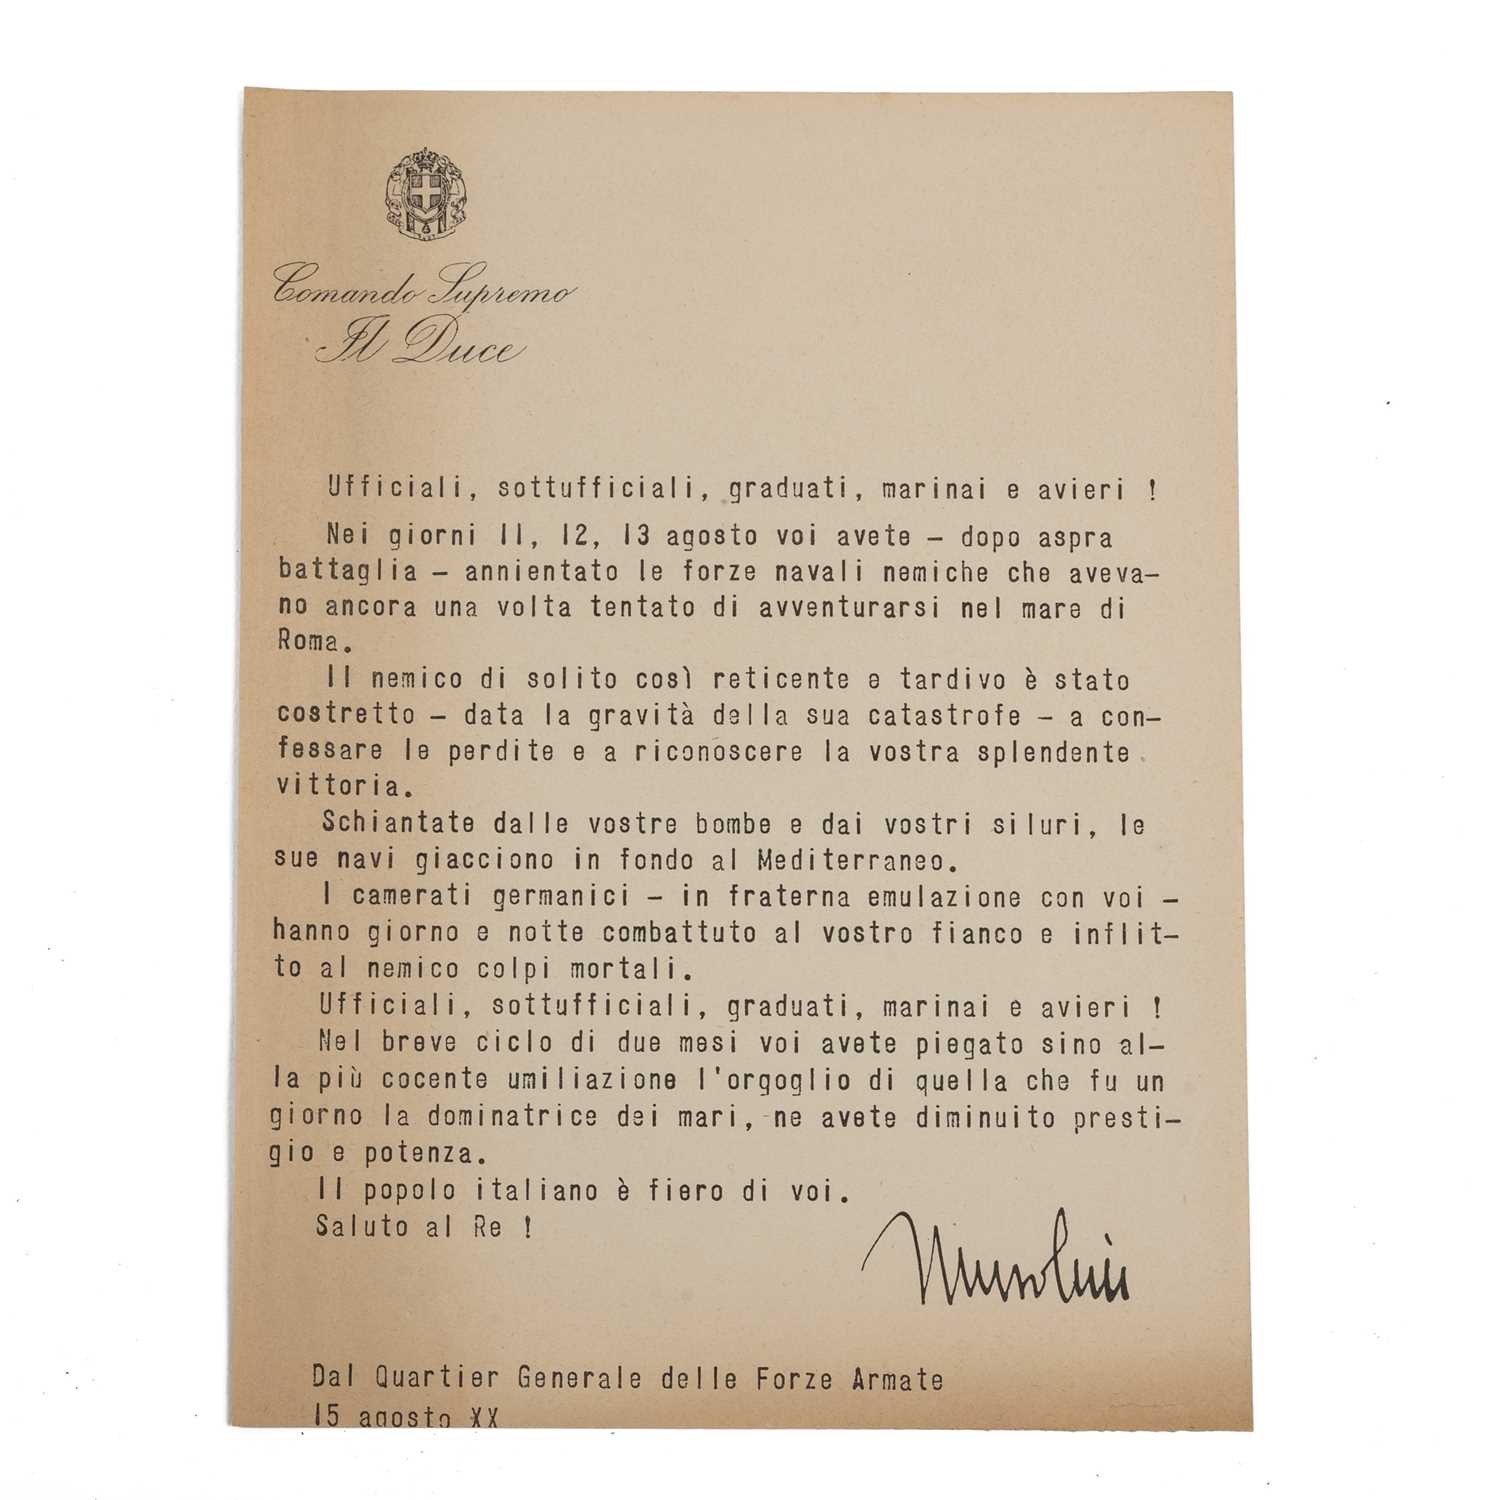 Comando Supremo
Il Duce
Ufficiali, sottufficiali, graduati, marinai e avieri !
Nei giorni 11, 12, 13 agosto voi avete – dopo aspra
battaglia – annientato le forze navali nemiche che aveva–
no ancora una volta tentato di avventurarsi nel mare di
Roma.
Il nemico di solito così reticente e tardivo è stato
costretto – data la gravità della sua catastrofe – a con–
fessare le perdite e a riconoscere la vostra splendente
vittoria.
Schiantate dalle vostre bombe e dai vostri siluri, le
sue navi giacciono in fondo al Mediterraneo.
I camerati germanici – in fraterna emulazione con voi –
hanno giorno e notte combattuto al vostro fianco e inflit–
to al nemico colpi mortali.
Ufficiali, sottufficiali, graduati, marinai e avieri !
Nel breve ciclo di due mesi voi avete piegato sino al–
la più cocente umiliazione l'orgoglio di quella che fu un
giorno la dominatrice dei mari, ne avete diminuito presti–
gio e potenza.
Il popolo italiano è fiero di voi.
Saluto al Re !
Mussolini
Dal Quartier Generale delle Forze Armate
15 agosto XX